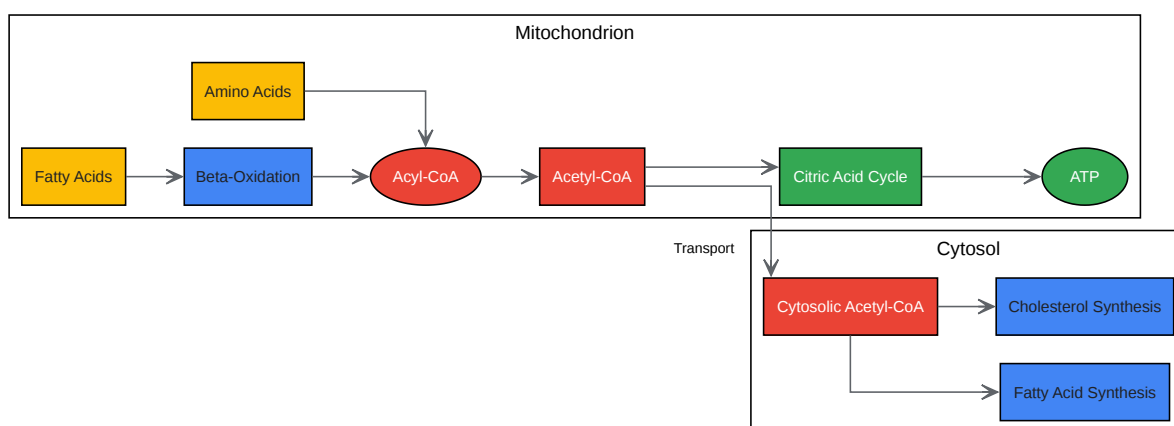 Mitochondrion
Amino Acids
Fatty Acids
Beta-Oxidation
Acyl-CoA
Acetyl-CoA
Citric Acid Cycle
ATP
Transport
Cytosol
Cytosolic Acetyl-CoA
Cholesterol Synthesis
Fatty Acid Synthesis